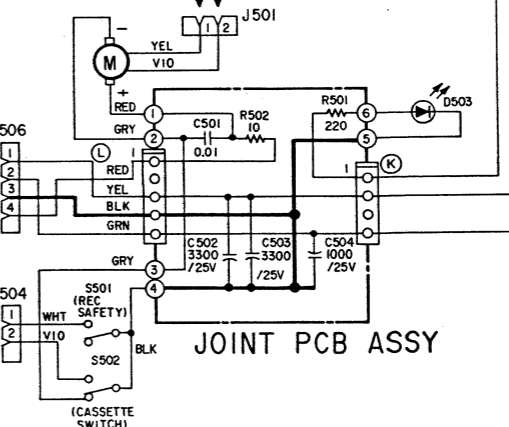 J501
1 2
−
YEL
VIO
M
+
RED
1
GRY
2
C501
0.01
R502
10
R501
220
6
5
D503
506
1
2
3
4
L
1
RED
YEL
BLK
GRN
K
1
C502
3300
/25V
C503
3300
/25V
C504
1000
/25V
GRY
3
4
504
1
2
WHT
VIO
S501
(REC
SAFETY)
BLK
S502
(CASSETTE
SWITCH)
JOINT PCB ASSY